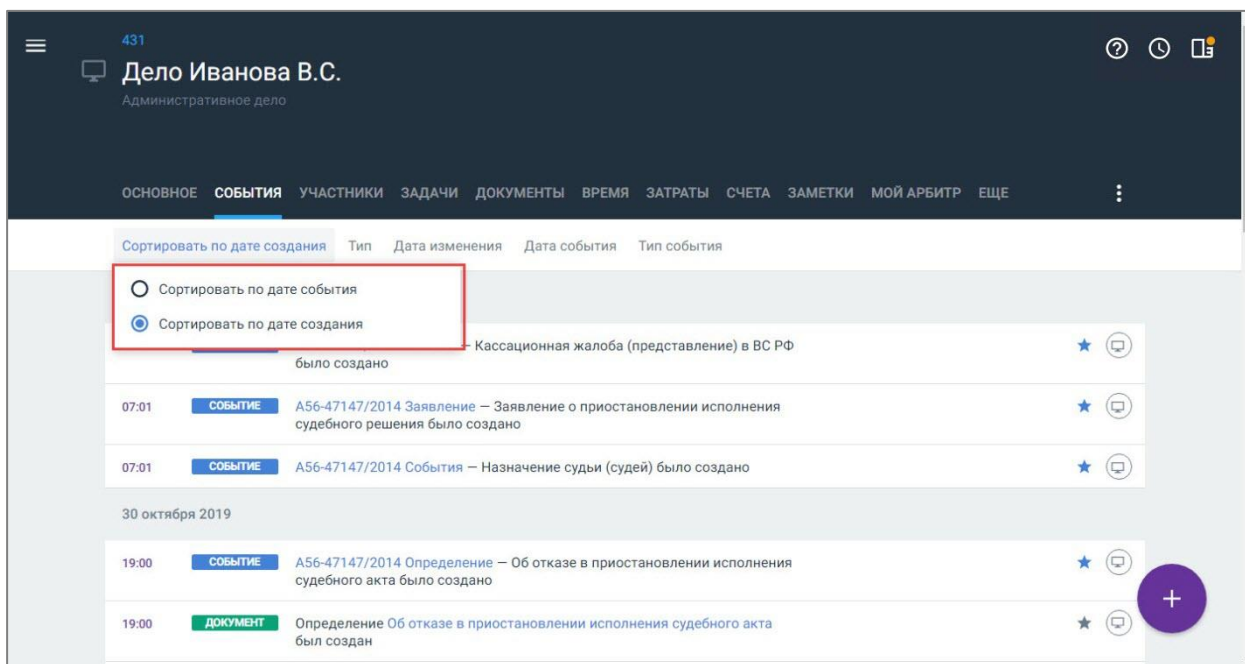 431
Дело Иванова В.С.
Административное дело
ОСНОВНОЕ СОБЫТИЯ УЧАСТНИКИ ЗАДАЧИ ДОКУМЕНТЫ ВРЕМЯ ЗАТРАТЫ СЧЕТА ЗАМЕТКИ МОЙ АРБИТР ЕЩЕ
Сортировать по дате создания Тип Дата изменения Дата события Тип события
Сортировать по дате события
Сортировать по дате создания
— Кассационная жалоба (представление) в ВС РФ
было создано
07:01 СОБЫТИЕ А56-47147/2014 Заявление — Заявление о приостановлении исполнения
судебного решения было создано
07:01 СОБЫТИЕ А56-47147/2014 События — Назначение судьи (судей) было создано
30 октября 2019
19:00 СОБЫТИЕ А56-47147/2014 Определение — Об отказе в приостановлении исполнения
судебного акта было создано
19:00 ДОКУМЕНТ Определение Об отказе в приостановлении исполнения судебного акта
был создан